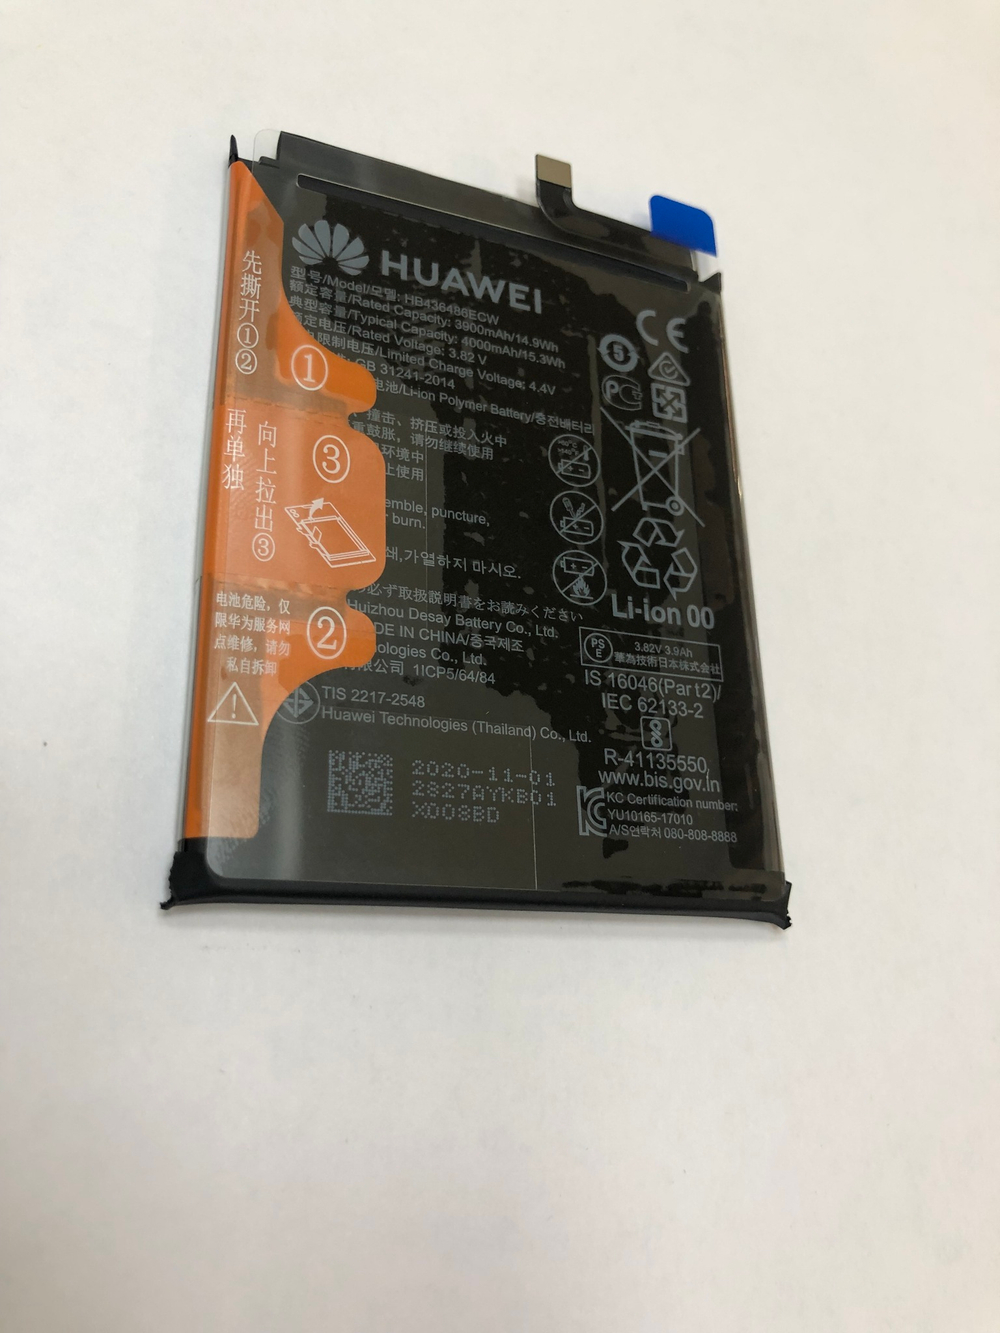 HUAWEI
型号/Model/모델: HB436486ECW
额定容量/Rated Capacity: 3900mAh/14.9Wh
典型容量/Typical Capacity: 4000mAh/15.3Wh
定电压/Rated Voltage: 3.82 V
限制电压/Limited Charge Voltage: 4.4V
GB 31241-2014
电池/Li-ion Polymer Battery/충전배터리
撞击、挤压或投入火中
鼓胀，请勿继续使用
环境中
使用
emble, puncture,
burn.
가열하지 마시오.
必ず取扱説明書をお読みください
Huizhou Desay Battery Co., Ltd.
DE IN CHINA/중국제조
nologies Co., Ltd.
有限公司 1ICP5/64/84
TIS 2217-2548
Huawei Technologies (Thailand) Co., Ltd.
2020-11-01
2827AYKB01
X008BD
先撕开①②
①
再单独
向上拉出③
③
②
电池危险，仅
限华为服务网
点维修，请勿
私自拆卸
CE
5
Li-ion 00
PS
E
3.82V 3.9Ah
華為技術日本株式会社
IS 16046(Part2)/
IEC 62133-2
R-41135550,
www.bis.gov.in
KC Certification number:
YU10165-17010
A/S연락처 080-808-8888